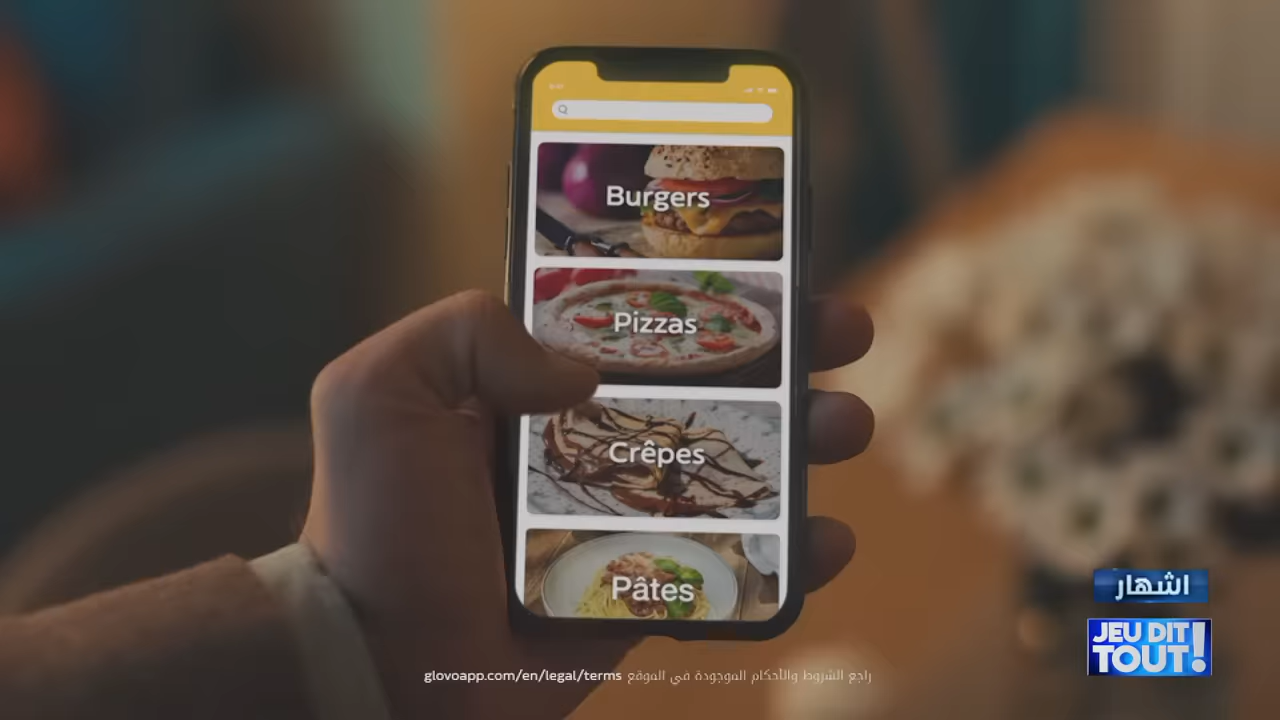 Burgers
Pizzas
Crêpes
Pâtes
اشهار
JEU DIT
TOUT!
راجع الشروط والأحكام الموجودة في الموقع glovoapp.com/en/legal/terms